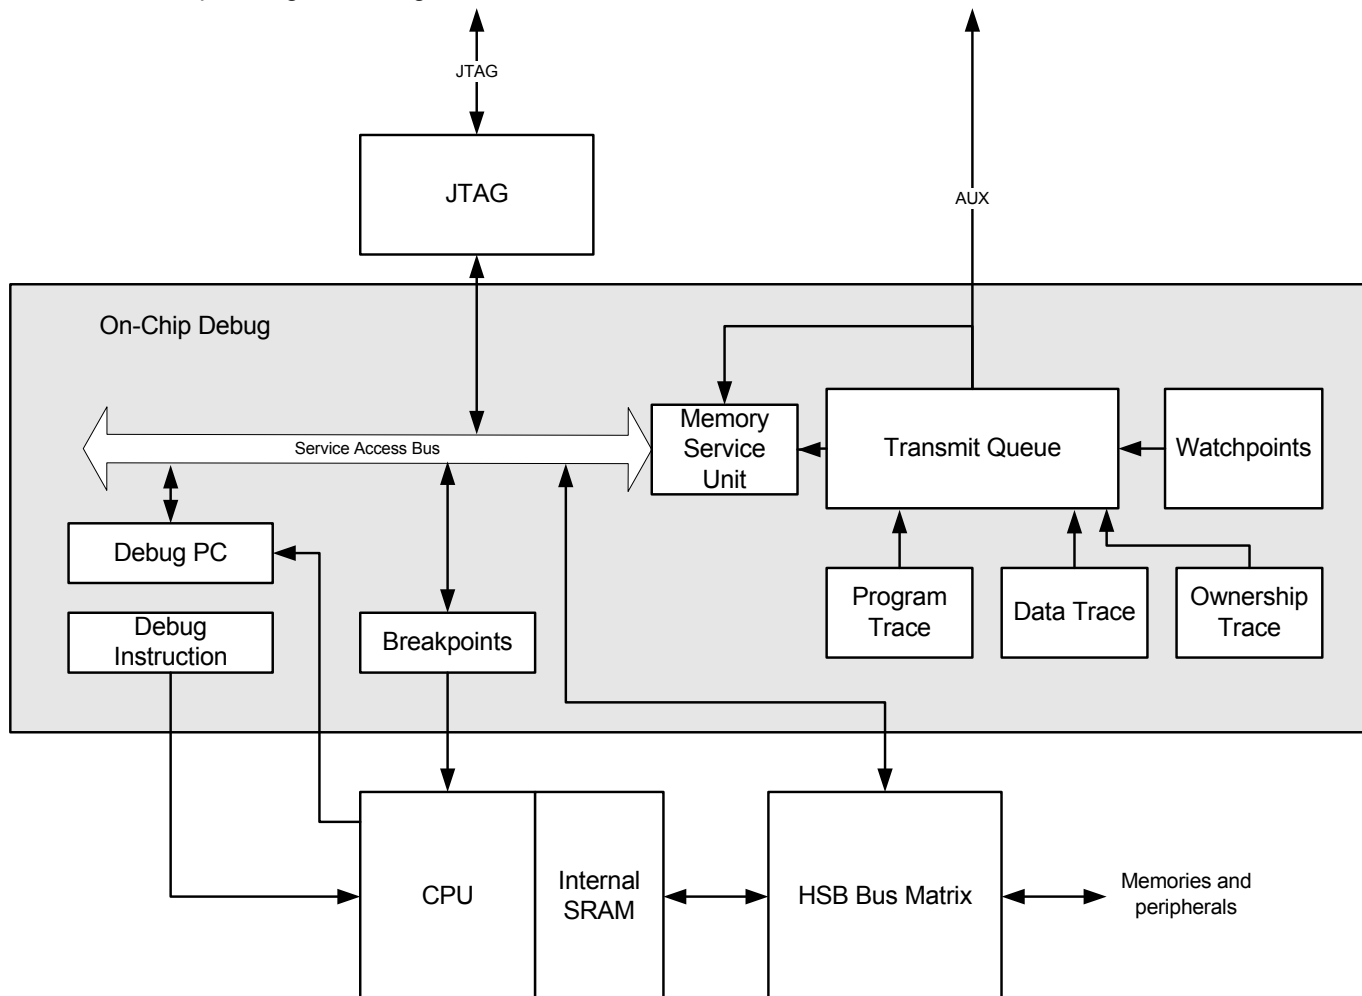 JTAG
JTAG
AUX
On-Chip Debug
Service Access Bus
Memory
Service
Unit
Transmit Queue
Watchpoints
Debug PC
Debug
Instruction
Breakpoints
Program
Trace
Data Trace
Ownership
Trace
CPU
Internal
SRAM
HSB Bus Matrix
Memories and
peripherals